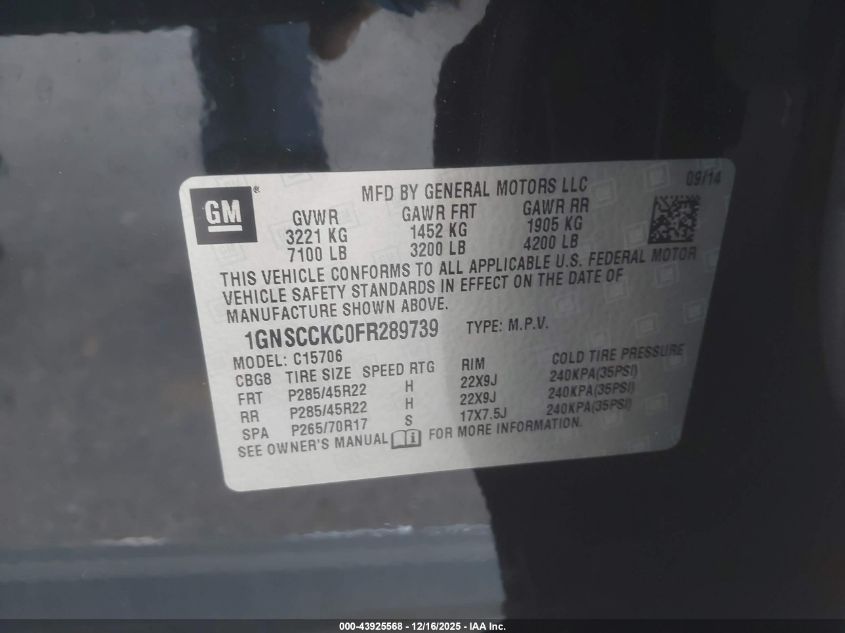 09/14
GM ®
MFD BY GENERAL MOTORS LLC
GVWR GAWR FRT GAWR RR
3221 KG 1452 KG 1905 KG
7100 LB 3200 LB 4200 LB
THIS VEHICLE CONFORMS TO ALL APPLICABLE U.S. FEDERAL MOTOR
VEHICLE SAFETY STANDARDS IN EFFECT ON THE DATE OF
MANUFACTURE SHOWN ABOVE.
1GNSCCKC0FR289739 TYPE: M.P.V.
MODEL: C15706
CBG8 TIRE SIZE SPEED RTG RIM COLD TIRE PRESSURE
FRT P285/45R22 H 22X9J 240KPA(35PSI)
RR P285/45R22 H 22X9J 240KPA(35PSI)
SPA P265/70R17 S 17X7.5J 240KPA(35PSI)
SEE OWNER'S MANUAL FOR MORE INFORMATION.
000-43925568 - 12/16/2025 - IAA Inc.